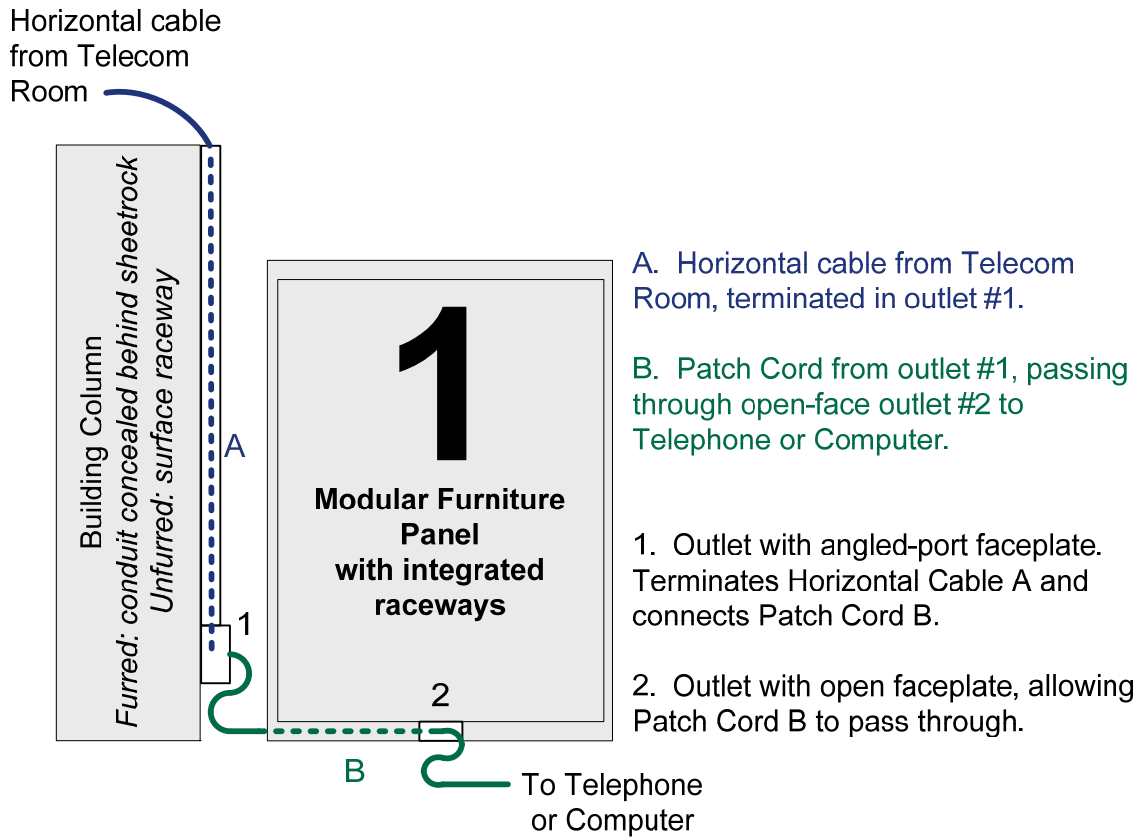 Horizontal cable
from Telecom
Room
Building Column
Furred: conduit concealed behind sheetrock
Unfurred: surface raceway
A
1
1
Modular Furniture
Panel
with integrated
raceways
2
B
To Telephone
or Computer
A.  Horizontal cable from Telecom
Room, terminated in outlet #1.
B.  Patch Cord from outlet #1, passing
through open-face outlet #2 to
Telephone or Computer.
1.  Outlet with angled-port faceplate.
Terminates Horizontal Cable A and
connects Patch Cord B.
2.  Outlet with open faceplate, allowing
Patch Cord B to pass through.